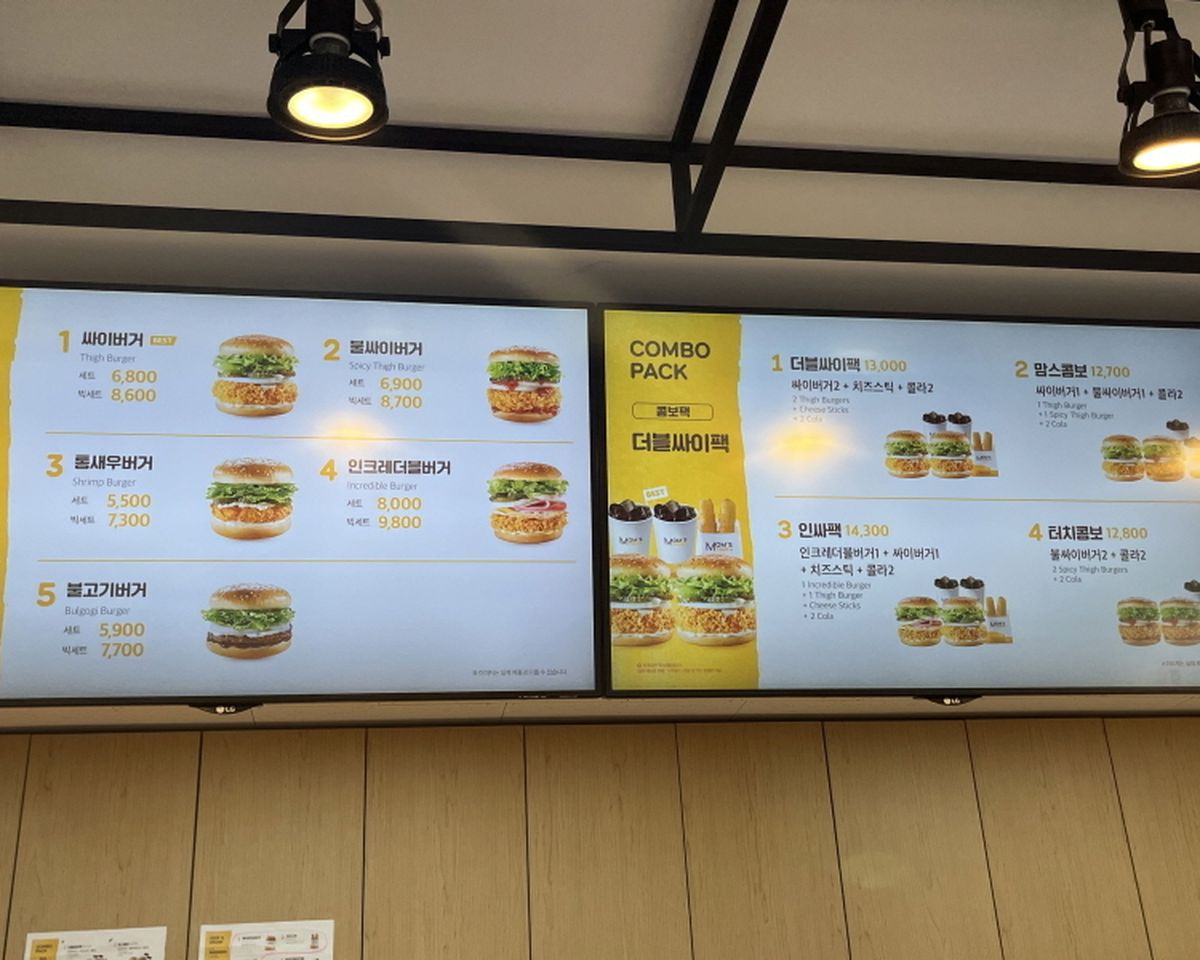 1 싸이버거 BEST
Thigh Burger
세트 6,800
빅세트 8,600
2 불싸이버거
Spicy Thigh Burger
세트 6,900
빅세트 8,700
3 통새우버거
Shrimp Burger
세트 5,500
빅세트 7,300
4 인크레더블버거
Incredible Burger
세트 8,000
빅세트 9,800
5 불고기버거
Bulgogi Burger
세트 5,900
빅세트 7,700
LG
COMBO
PACK
콤보팩
더블싸이팩
BEST
MOM'S
MOM'S
MOM'S
1 더블싸이팩 13,000
싸이버거2 + 치즈스틱 + 콜라2
2 Thigh Burgers
+ Cheese Sticks
+ 2 Cola
2 맘스콤보 12,700
싸이버거1 + 불싸이버거1 + 콜라2
1 Thigh Burger
+ 1 Spicy Thigh Burger
+ 2 Cola
3 인싸팩 14,300
인크레더블버거1 + 싸이버거1
+ 치즈스틱 + 콜라2
1 Incredible Burger
+ 1 Thigh Burger
+ Cheese Sticks
+ 2 Cola
4 터치콤보 12,800
불싸이버거2 + 콜라2
2 Spicy Thigh Burgers
+ 2 Cola
LG
COMBO
PACK